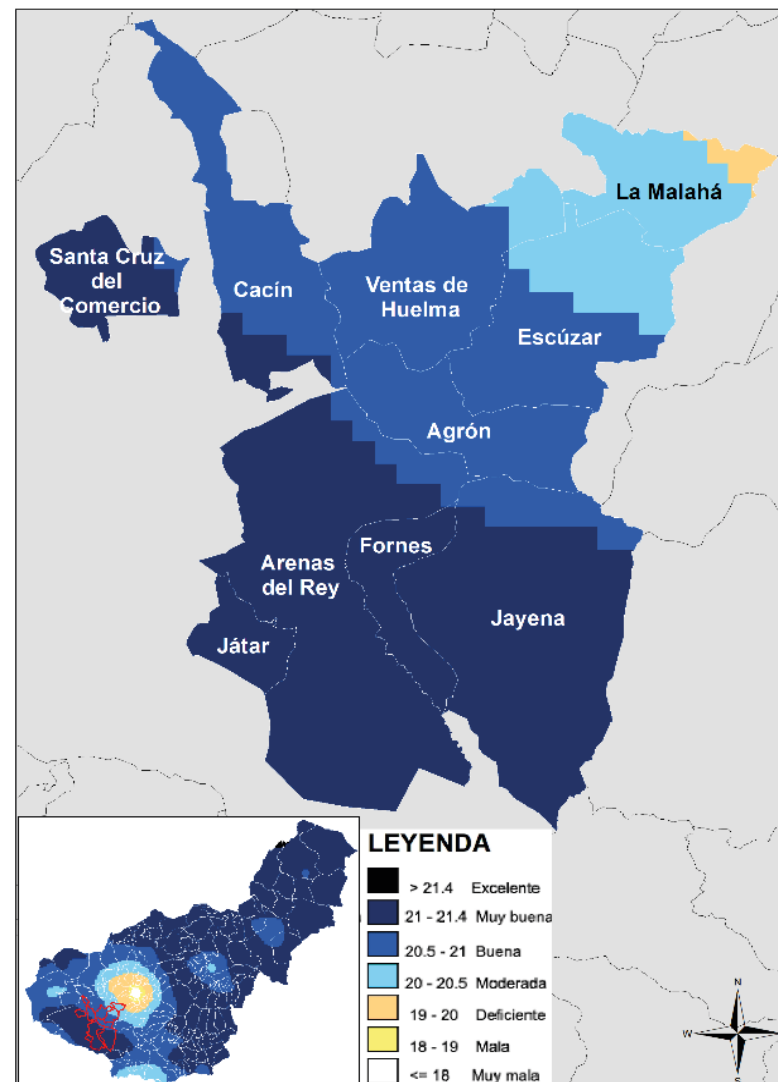 La Malahá
Santa Cruz
del
Comercio
Cacín
Ventas de
Huelma
Escúzar
Agrón
Fornes
Arenas
del Rey
Jayena
Játar
LEYENDA
> 21.4 Excelente
21 - 21.4 Muy buena
20.5 - 21 Buena
20 - 20.5 Moderada
19 - 20 Deficiente
18 - 19 Mala
<= 18 Muy mala
N
W
E
S